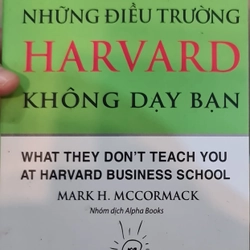 NHỮNG ĐIỀU TRƯỜNG
HARVARD
KHÔNG DẠY BẠN
WHAT THEY DON'T TEACH YOU
AT HARVARD BUSINESS SCHOOL
MARK H. MCCORMACK
Nhóm dịch Alpha Books